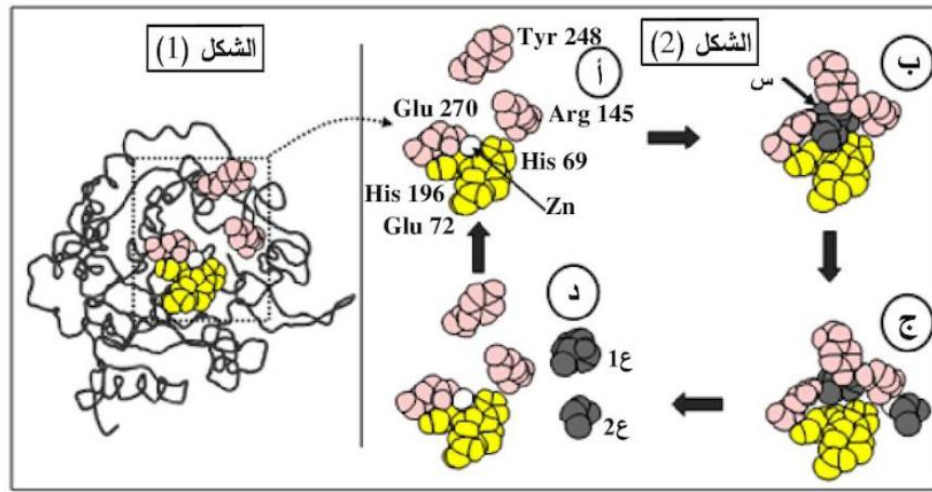 الشكل (1)
الشكل (2)
أ
Tyr 248
Glu 270
Arg 145
His 69
His 196
Zn
Glu 72
ب
س
ج
د
ع1
ع2